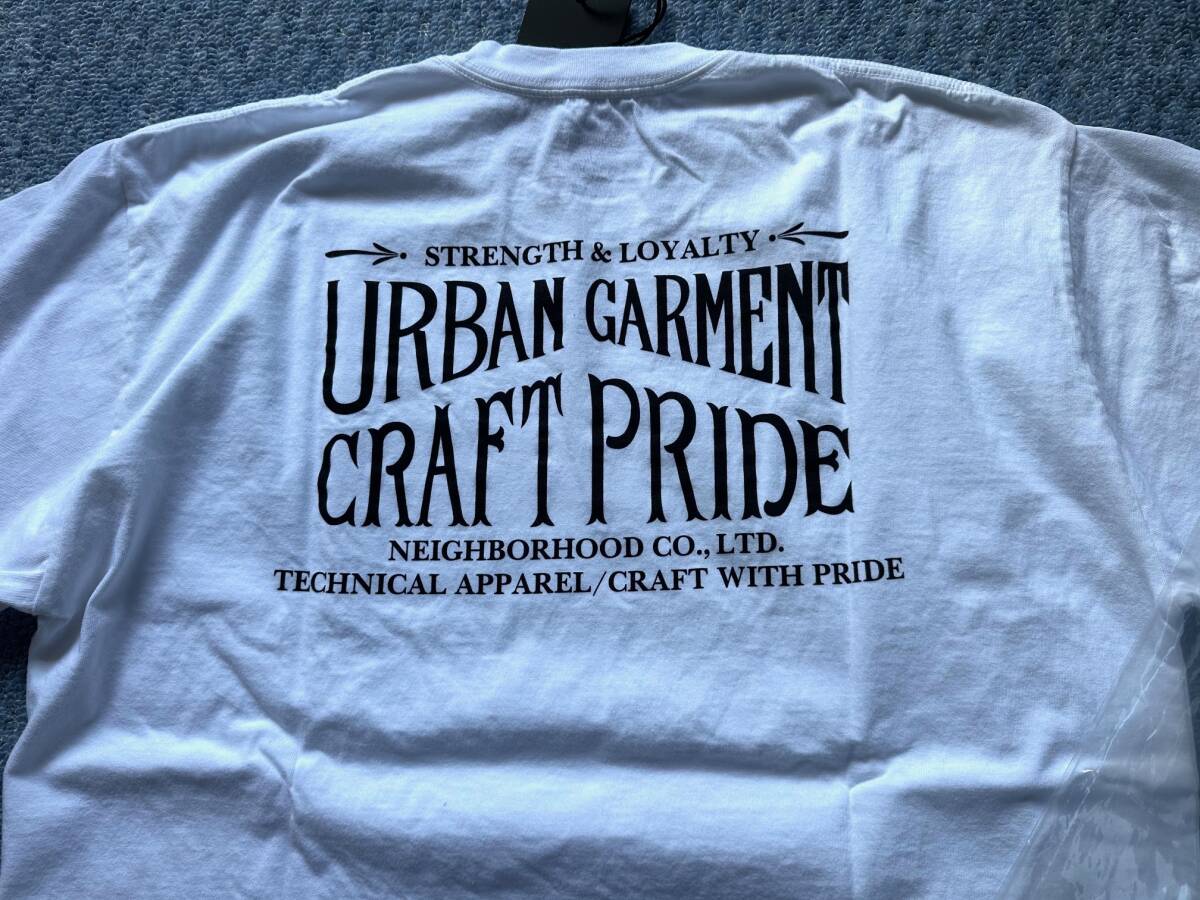 STRENGTH & LOYALTY
URBAN GARMENT
CRAFT PRIDE
NEIGHBORHOOD CO., LTD.
TECHNICAL APPAREL/CRAFT WITH PRIDE